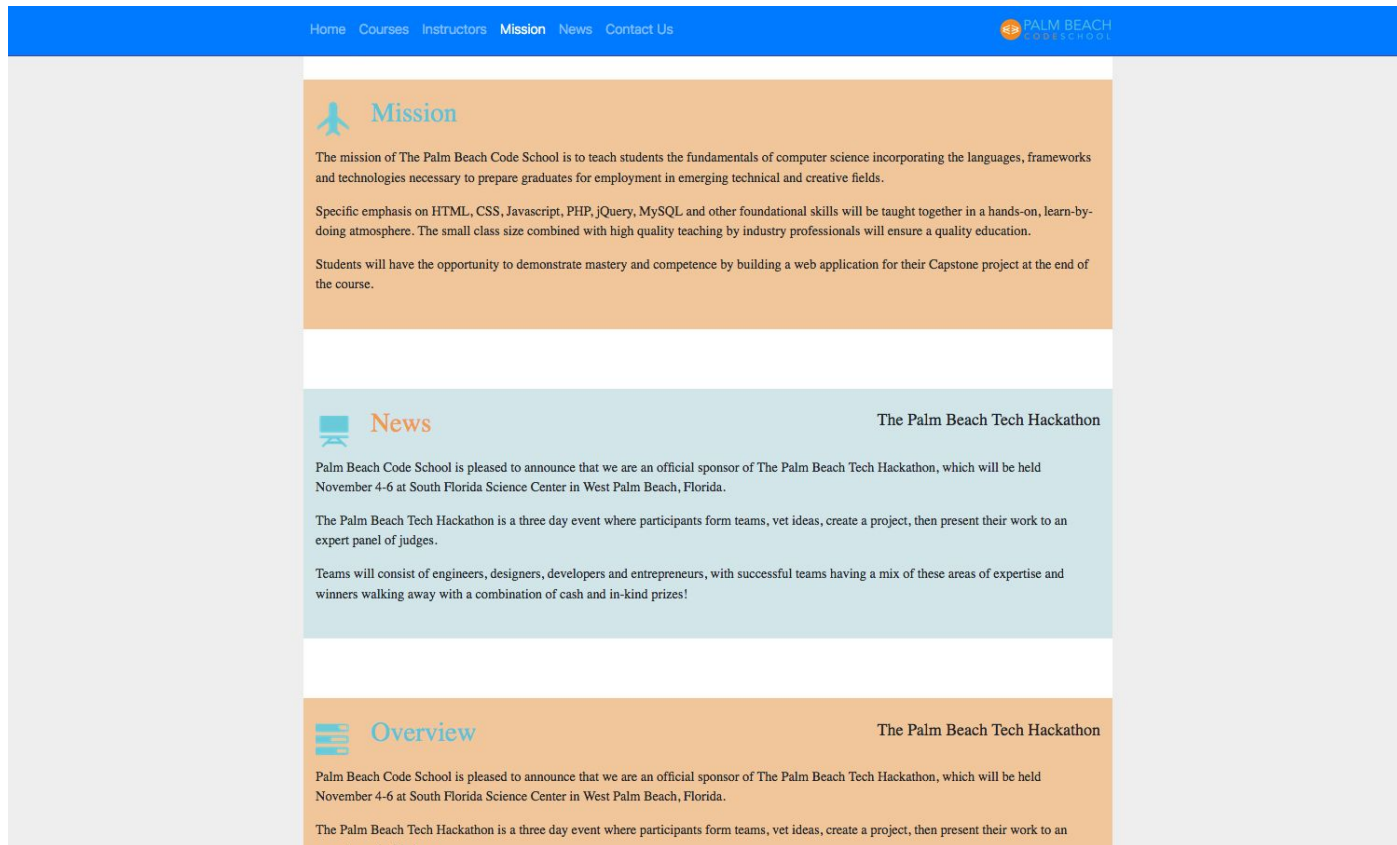 Home Courses Instructors Mission News Contact Us
PALM BEACH
CODESCHOOL
Mission
The mission of The Palm Beach Code School is to teach students the fundamentals of computer science incorporating the languages, frameworks
and technologies necessary to prepare graduates for employment in emerging technical and creative fields.
Specific emphasis on HTML, CSS, Javascript, PHP, jQuery, MySQL and other foundational skills will be taught together in a hands-on, learn-by-
doing atmosphere. The small class size combined with high quality teaching by industry professionals will ensure a quality education.
Students will have the opportunity to demonstrate mastery and competence by building a web application for their Capstone project at the end of
the course.
News
The Palm Beach Tech Hackathon
Palm Beach Code School is pleased to announce that we are an official sponsor of The Palm Beach Tech Hackathon, which will be held
November 4-6 at South Florida Science Center in West Palm Beach, Florida.
The Palm Beach Tech Hackathon is a three day event where participants form teams, vet ideas, create a project, then present their work to an
expert panel of judges.
Teams will consist of engineers, designers, developers and entrepreneurs, with successful teams having a mix of these areas of expertise and
winners walking away with a combination of cash and in-kind prizes!
Overview
The Palm Beach Tech Hackathon
Palm Beach Code School is pleased to announce that we are an official sponsor of The Palm Beach Tech Hackathon, which will be held
November 4-6 at South Florida Science Center in West Palm Beach, Florida.
The Palm Beach Tech Hackathon is a three day event where participants form teams, vet ideas, create a project, then present their work to an